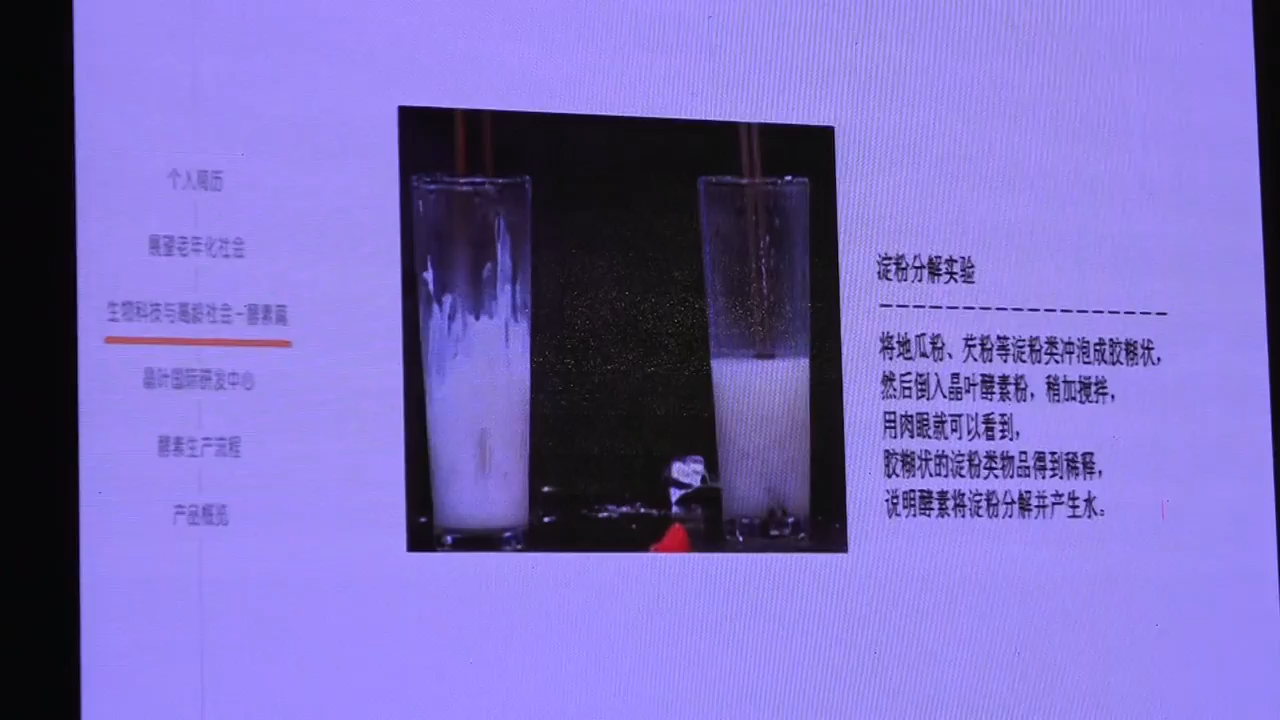 个人简历
展望老年化社会
生物科技与高龄社会-酵素篇
晶叶国际研发中心
酵素生产流程
产品概览
淀粉分解实验
将地瓜粉、芡粉等淀粉类冲泡成胶糊状,
然后倒入晶叶酵素粉，稍加搅拌,
用肉眼就可以看到,
胶糊状的淀粉类物品得到稀释,
说明酵素将淀粉分解并产生水。